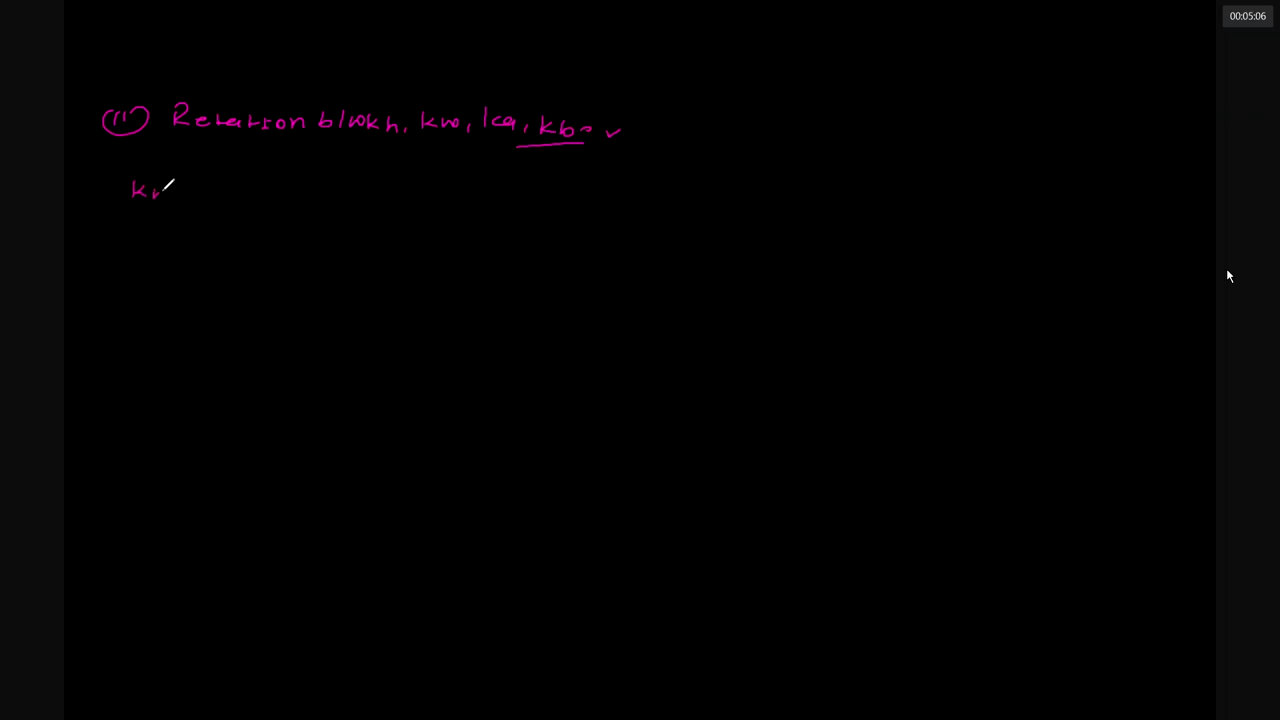 00:05:06
(11) Relation b/w kh, kw, ka, kb -
k